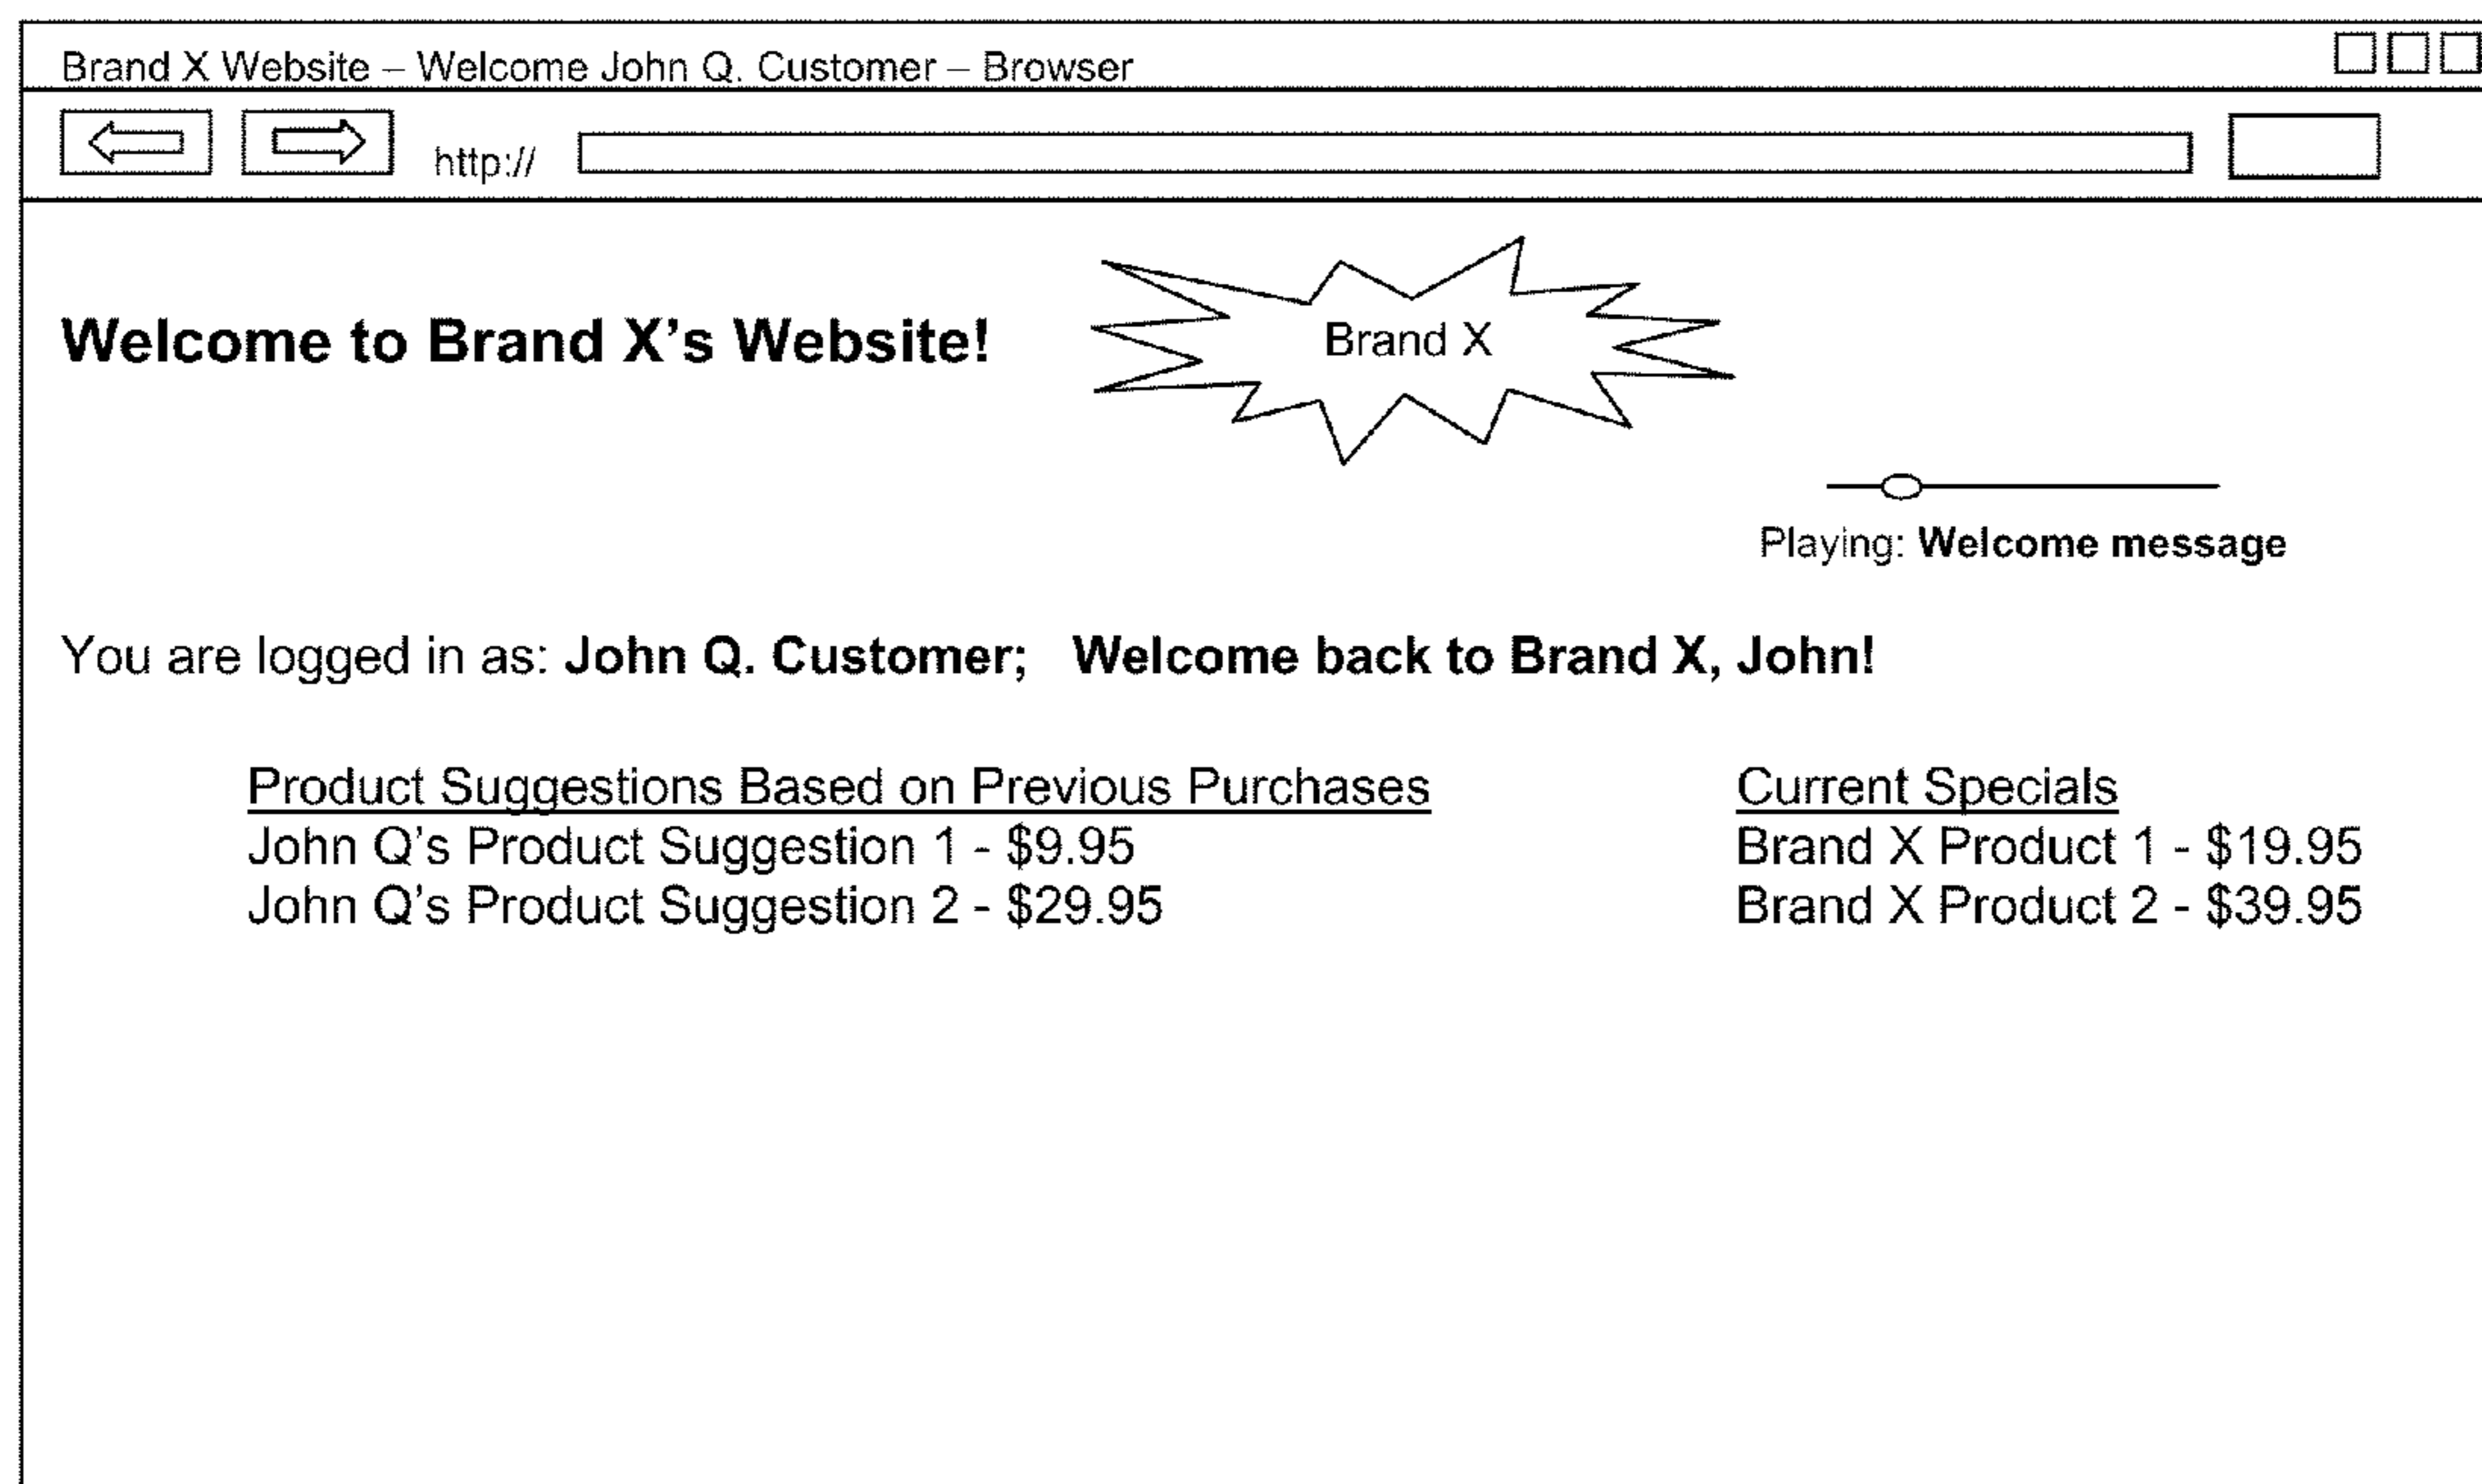 Brand X Website – Welcome John Q. Customer – Browser
http://
Welcome to Brand X's Website!
Brand X
Playing: Welcome message
You are logged in as: John Q. Customer; Welcome back to Brand X, John!
Product Suggestions Based on Previous Purchases
John Q's Product Suggestion 1 - $9.95
John Q's Product Suggestion 2 - $29.95
Current Specials
Brand X Product 1 - $19.95
Brand X Product 2 - $39.95